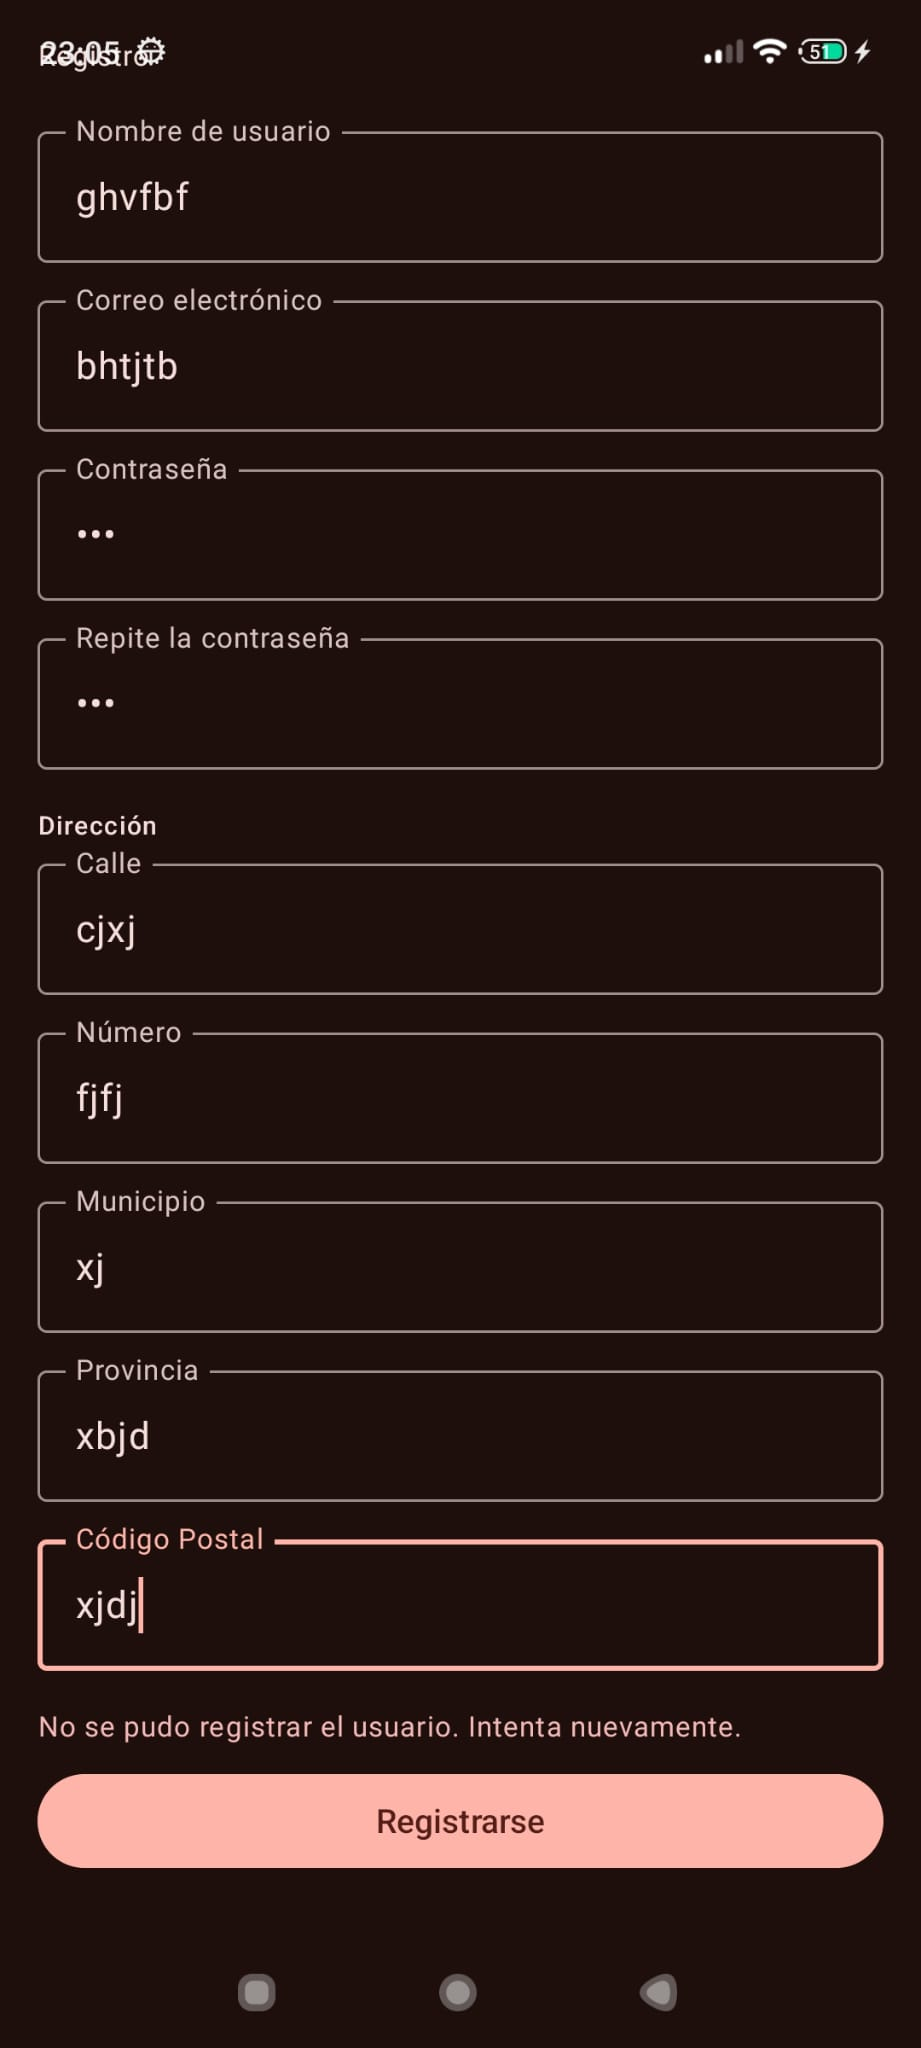 23:05
Registro
51
Nombre de usuario
ghvfbf
Correo electrónico
bhtjtb
Contraseña
•••
Repite la contraseña
•••
Dirección
Calle
cjxj
Número
fjfj
Municipio
xj
Provincia
xbjd
Código Postal
xjdj
No se pudo registrar el usuario. Intenta nuevamente.
Registrarse